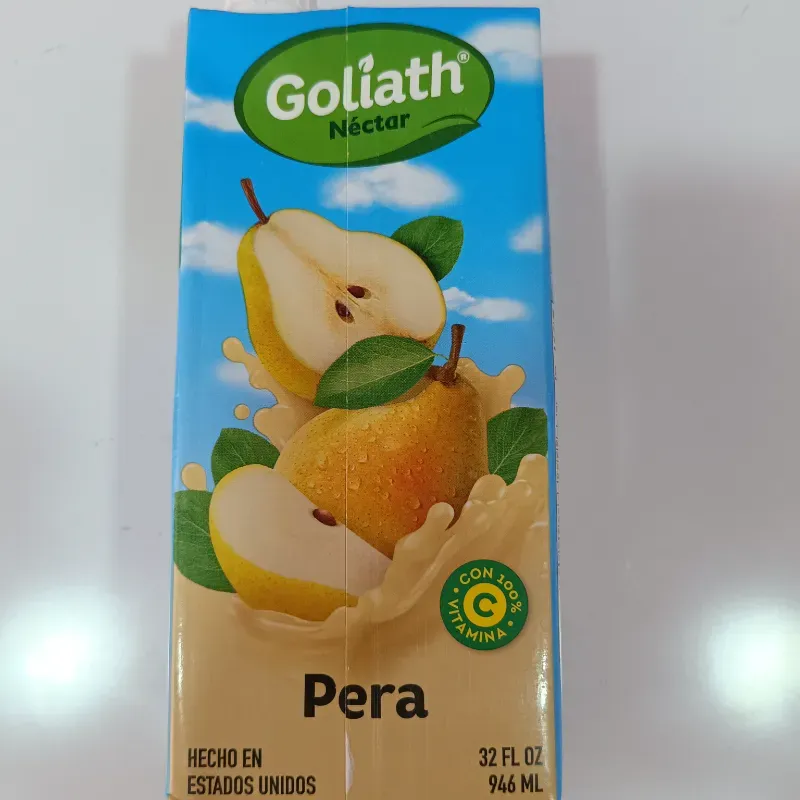 Goliath®
Néctar
CON 100%
C
VITAMINA
Pera
HECHO EN
ESTADOS UNIDOS
32 FL OZ
946 ML